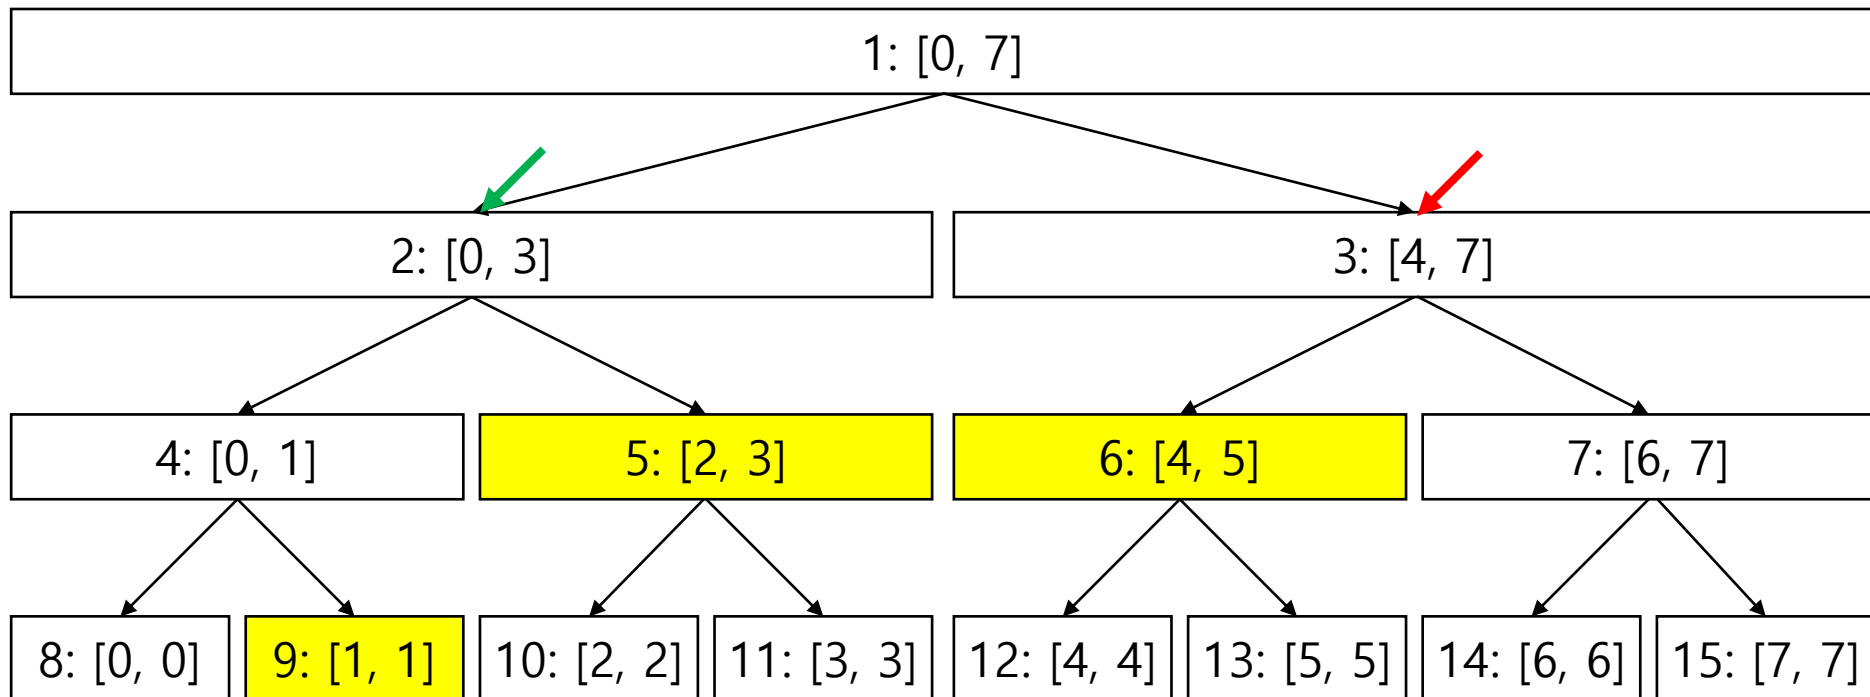 1: [0, 7]
2: [0, 3]
3: [4, 7]
4: [0, 1]
5: [2, 3]
6: [4, 5]
7: [6, 7]
8: [0, 0]
9: [1, 1]
10: [2, 2]
11: [3, 3]
12: [4, 4]
13: [5, 5]
14: [6, 6]
15: [7, 7]